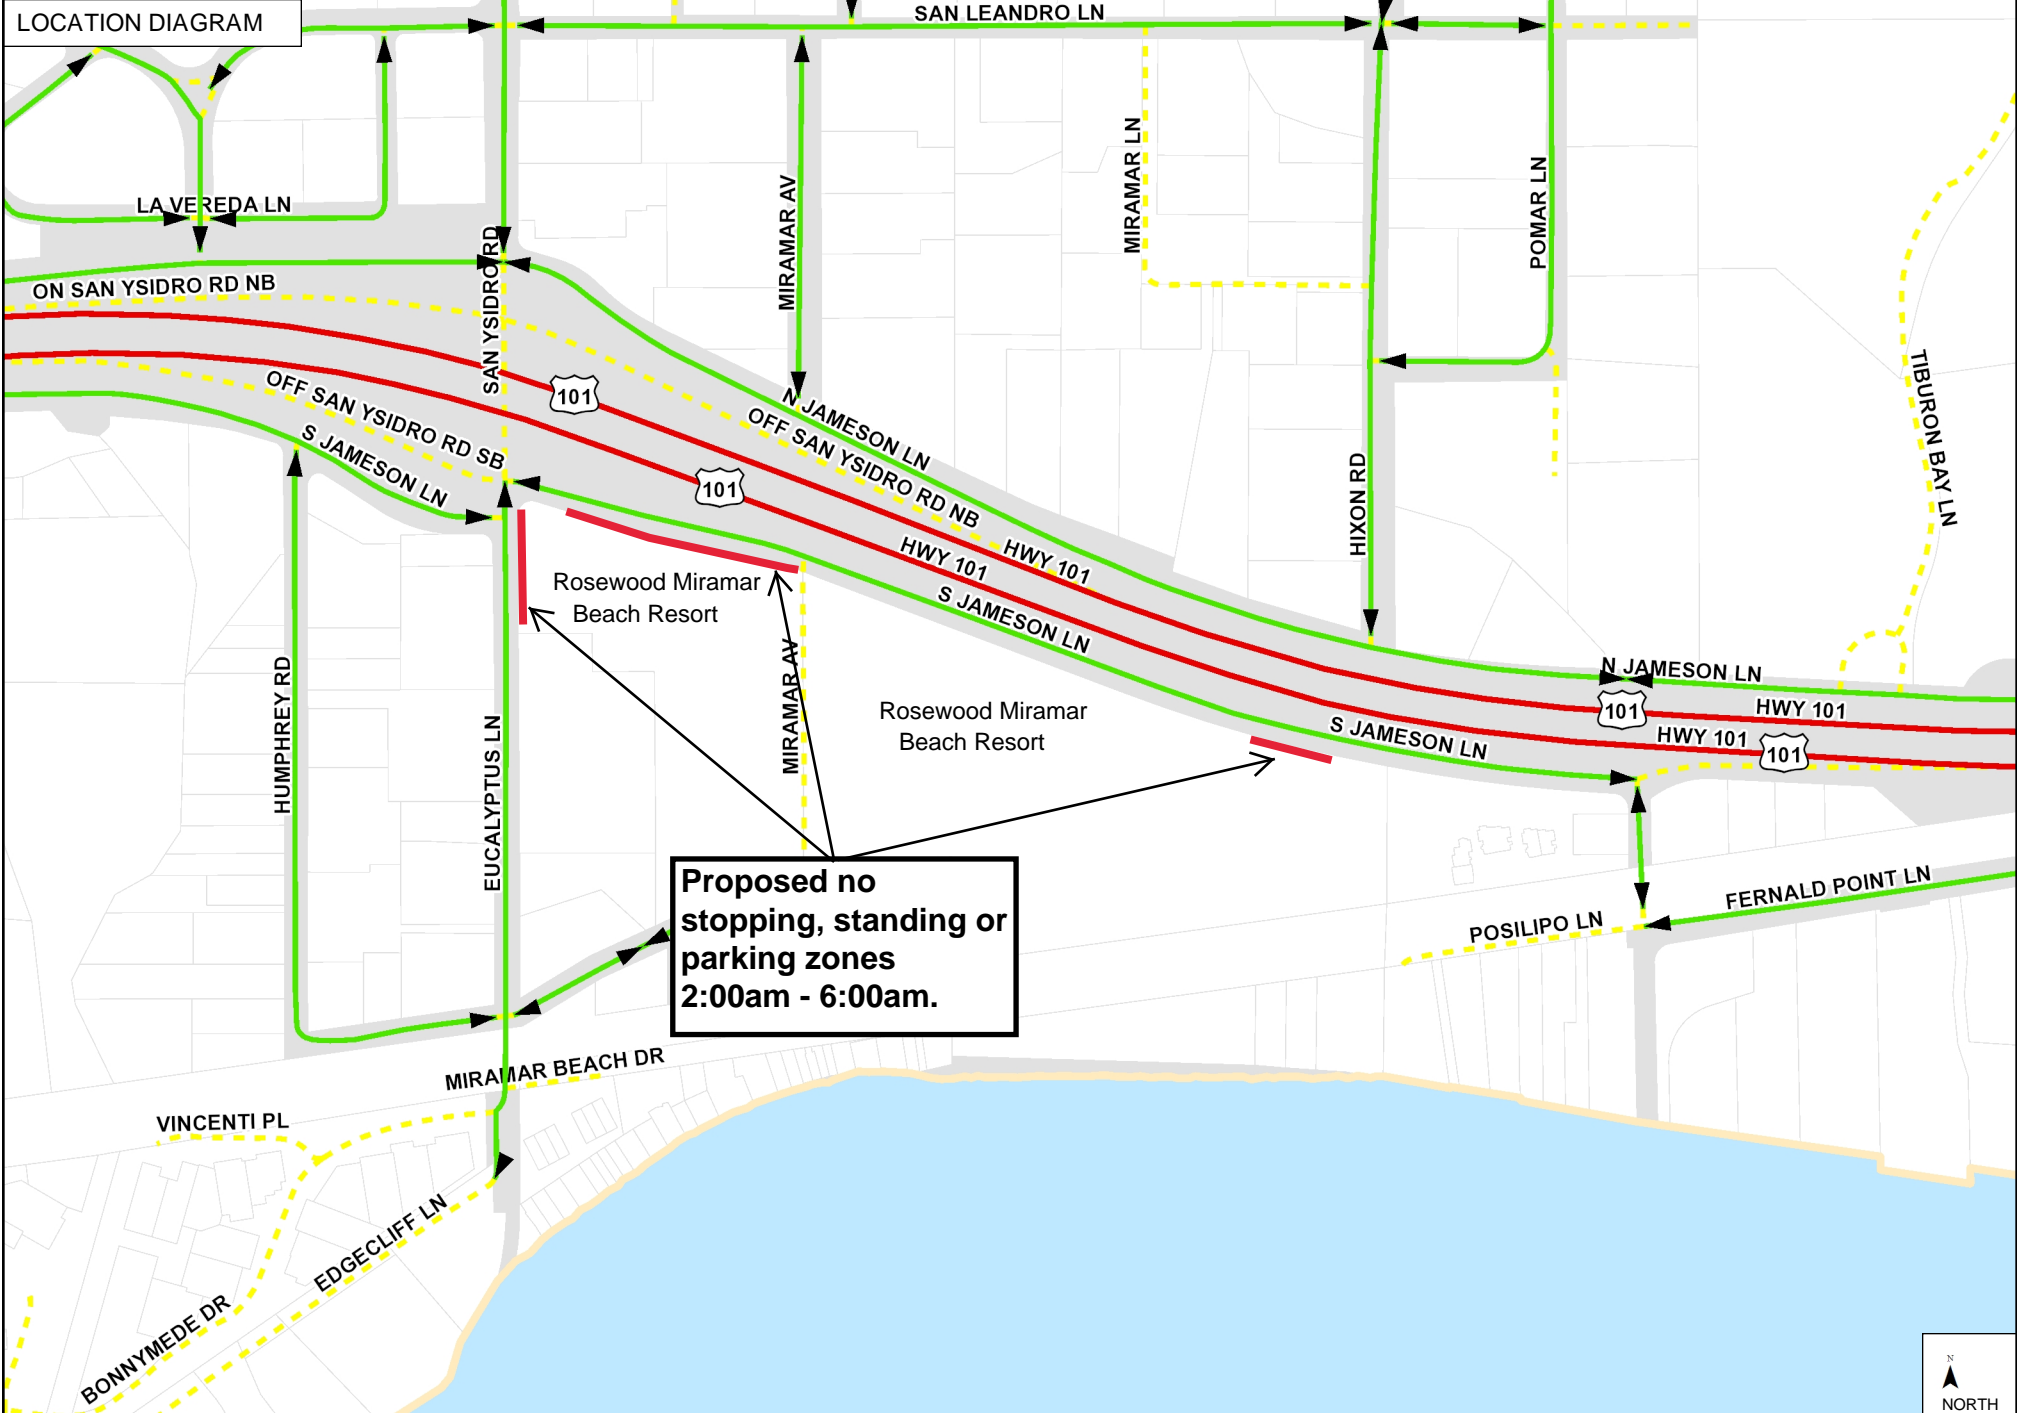 LOCATION DIAGRAM
SAN LEANDRO LN
MIRAMAR LN
MIRAMAR AV
POMAR LN
LA VEREDA LN
SAN YSIDRO RD
ON SAN YSIDRO RD NB
101
OFF SAN YSIDRO RD SB
S JAMESON LN
N JAMESON LN
OFF SAN YSIDRO RD NB
101
HIXON RD
TIBURON BAY LN
HWY 101
HWY 101
S JAMESON LN
Rosewood Miramar
Beach Resort
HUMPHREY RD
EUCALYPTUS LN
MIRAMAR AV
Rosewood Miramar
Beach Resort
N JAMESON LN
101
HWY 101
HWY 101
101
S JAMESON LN
Proposed no
stopping, standing or
parking zones
2:00am - 6:00am.
FERNALD POINT LN
POSILIPO LN
MIRAMAR BEACH DR
VINCENTI PL
EDGECLIFF LN
BONNYMEDE DR
N
NORTH